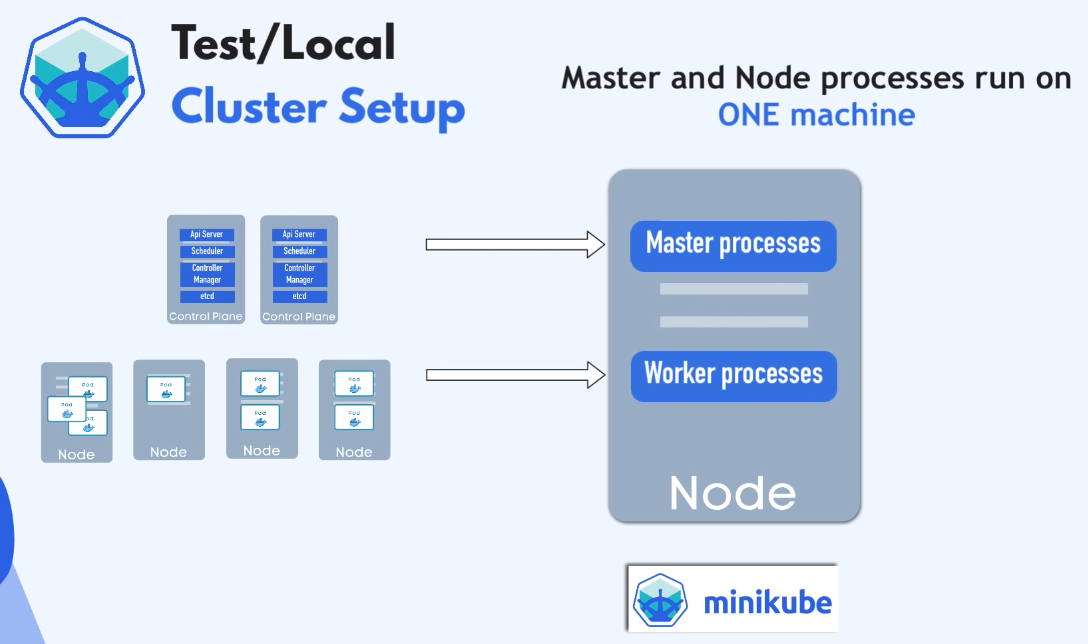 Test/Local
Cluster Setup
Master and Node processes run on
ONE machine
Api Server
Scheduler
Controller
Manager
etcd
Control Plane
Api Server
Scheduler
Controller
Manager
etcd
Control Plane
Master processes
Worker processes
Node
Pod
Pod
Node
Pod
Node
Pod
Pod
Node
Pod
Pod
Node
minikube